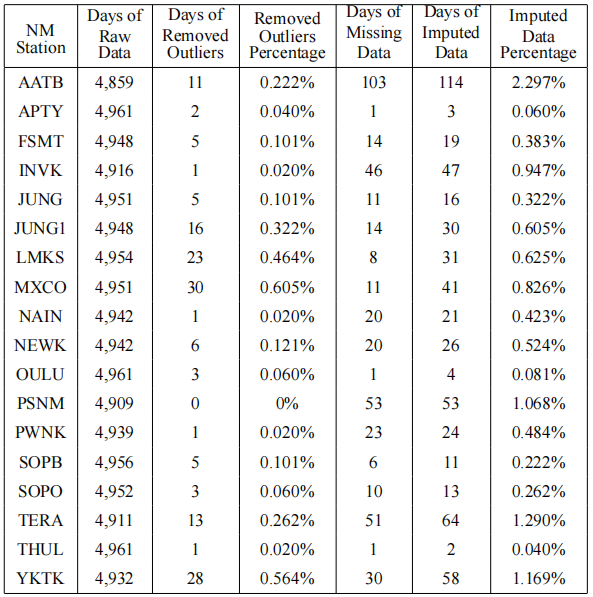 NM Station | Days of Raw Data | Days of Removed Outliers | Removed Outliers Percentage | Days of Missing Data | Days of Imputed Data | Imputed Data Percentage
AATB 4,859 11 0.222% 103 114 2.297%
APTY 4,961 2 0.040% 1 3 0.060%
FSMT 4,948 5 0.101% 14 19 0.383%
INVK 4,916 1 0.020% 46 47 0.947%
JUNG 4,951 5 0.101% 11 16 0.322%
JUNG1 4,948 16 0.322% 14 30 0.605%
LMKS 4,954 23 0.464% 8 31 0.625%
MXCO 4,951 30 0.605% 11 41 0.826%
NAIN 4,942 1 0.020% 20 21 0.423%
NEWK 4,942 6 0.121% 20 26 0.524%
OULU 4,961 3 0.060% 1 4 0.081%
PSNM 4,909 0 0% 53 53 1.068%
PWNK 4,939 1 0.020% 23 24 0.484%
SOPB 4,956 5 0.101% 6 11 0.222%
SOPO 4,952 3 0.060% 10 13 0.262%
TERA 4,911 13 0.262% 51 64 1.290%
THUL 4,961 1 0.020% 1 2 0.040%
YKTK 4,932 28 0.564% 30 58 1.169%